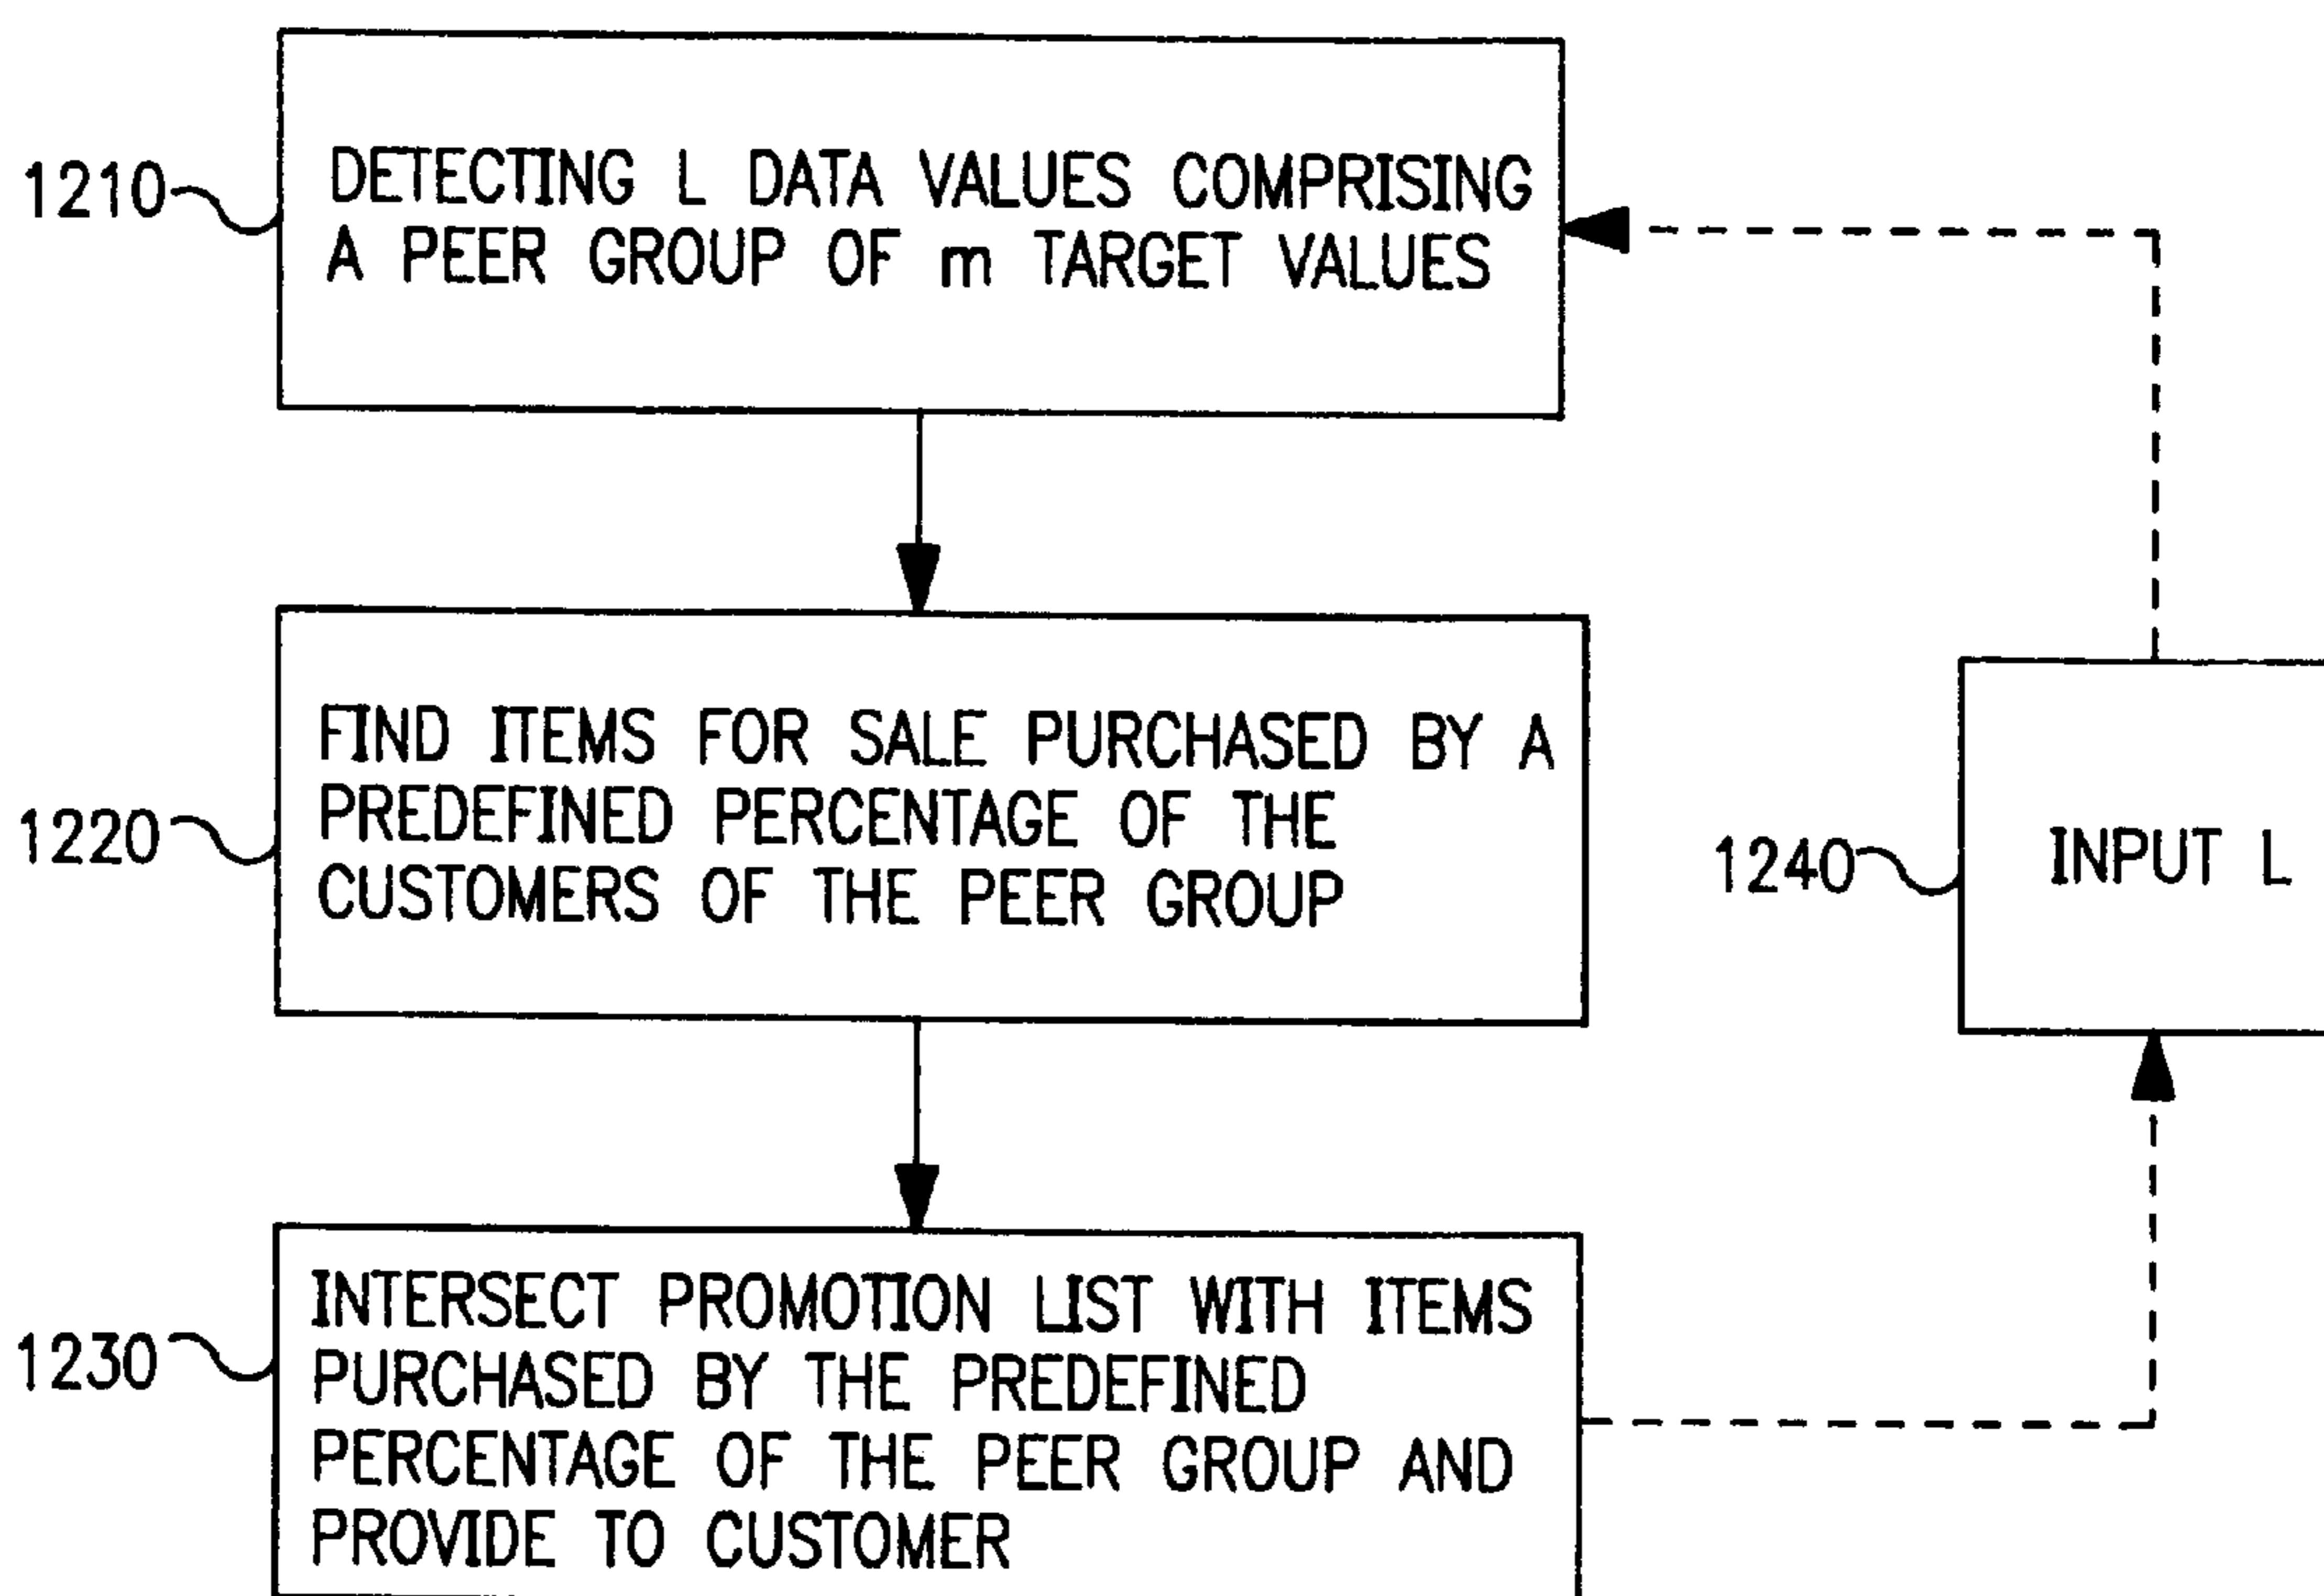 1210
DETECTING L DATA VALUES COMPRISING
A PEER GROUP OF m TARGET VALUES
1220
FIND ITEMS FOR SALE PURCHASED BY A
PREDEFINED PERCENTAGE OF THE
CUSTOMERS OF THE PEER GROUP
1240
INPUT L
1230
INTERSECT PROMOTION LIST WITH ITEMS
PURCHASED BY THE PREDEFINED
PERCENTAGE OF THE PEER GROUP AND
PROVIDE TO CUSTOMER